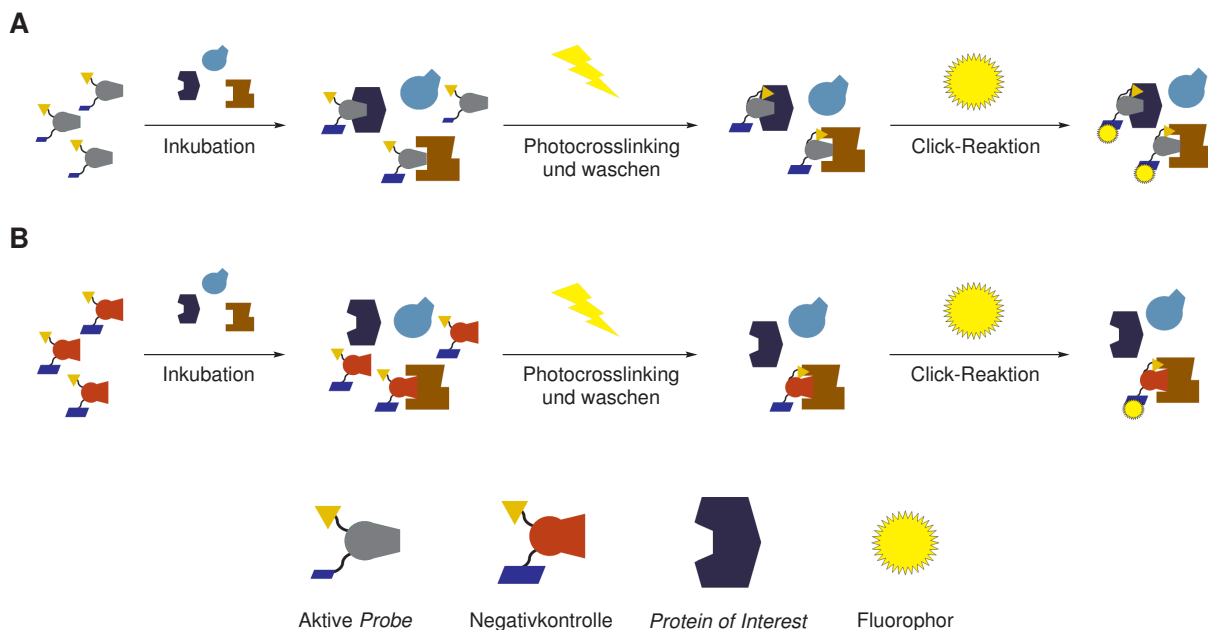 A
Inkubation
Photocrosslinking
und waschen
Click-Reaktion
B
Inkubation
Photocrosslinking
und waschen
Click-Reaktion
Aktive Probe
Negativkontrolle
Protein of Interest
Fluorophor